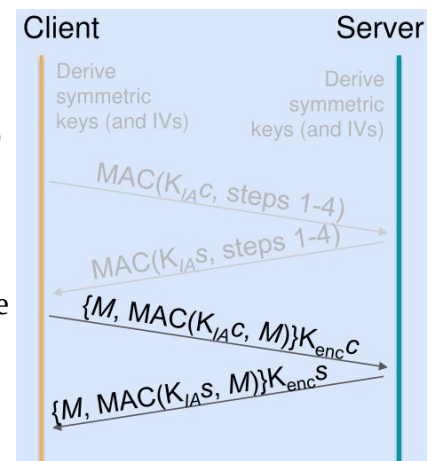 Client
Server
Derive
symmetric
keys (and IVs)
Derive
symmetric
keys (and IVs)
MAC(K_IAc, steps 1-4)
MAC(K_IAs, steps 1-4)
{M, MAC(K_IAc, M)}K_encc
{M, MAC(K_IAs, M)}K_encs
e